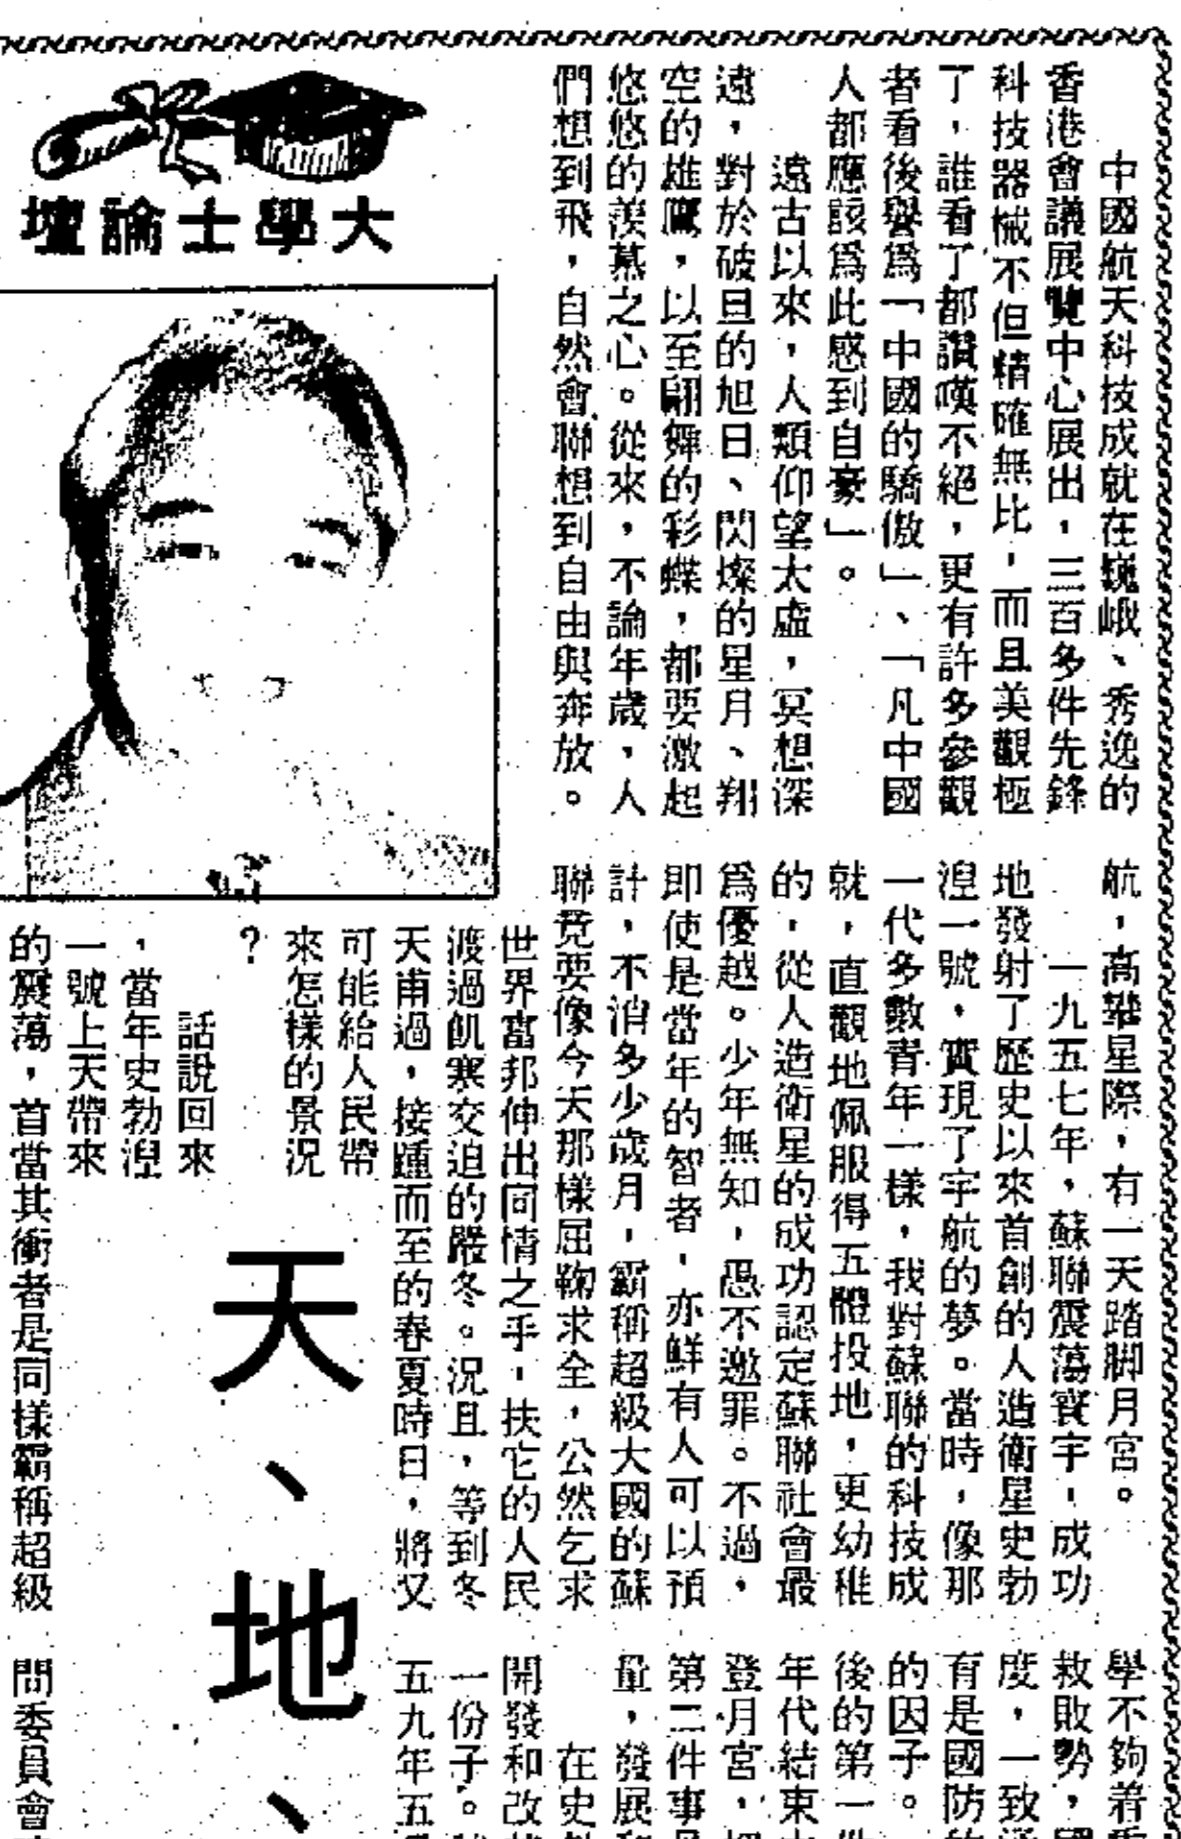 大學士論壇
中國航天科技成就在巍峨、秀逸的
香港會議展覽中心展出，三百多件先鋒
科技器械不但精確無比，而且美觀極
了，誰看了都讚嘆不絕，更有許多參觀
者看後譽爲「中國的驕傲」、「凡中國
人都應該爲此感到自豪」。
遠古以來，人類仰望太虛，冥想深
遠，對於破旦的旭日、閃燦的星月、翔
空的雄鷹，以至翩舞的彩蝶，都要激起
悠悠的羨慕之心。從來，不論年歲，人
們想到飛，自然會聯想到自由與奔放。
航，高攀星際，有一天踏脚月宮。
一九五七年，蘇聯震蕩寰宇，成功
地發射了歷史以來首創的人造衛星史勃
湼一號，實現了宇航的夢。當時，像那
一代多數青年一樣，我對蘇聯的科技成
就，直觀地佩服得五體投地，更幼稚
的，從人造衛星的成功認定蘇聯社會最
爲優越。少年無知，愚不邀罪。不過，
即使是當年的智者，亦鮮有人可以預
計，不消多少歲月，霸稱超級大國的蘇
聯竟要像今天那樣屈鞠求全，公然乞求
世界富邦伸出同情之手，扶它的人民
渡過飢寒交迫的嚴冬。況且，等到冬
天甫過，接踵而至的春夏時日，將又
可能給人民帶
來怎樣的景況
？
話說回來
，當年史勃湼
一號上天帶來
的震蕩，首當其衝者是同樣霸稱超級
天、地、
學不夠着
救敗勢，
度，一致
有是國防
的因子。
後的第一
年代結束
登月宮，
第二件事
量，發展
在史
開發和改
一份子。
五九年五
問委員會